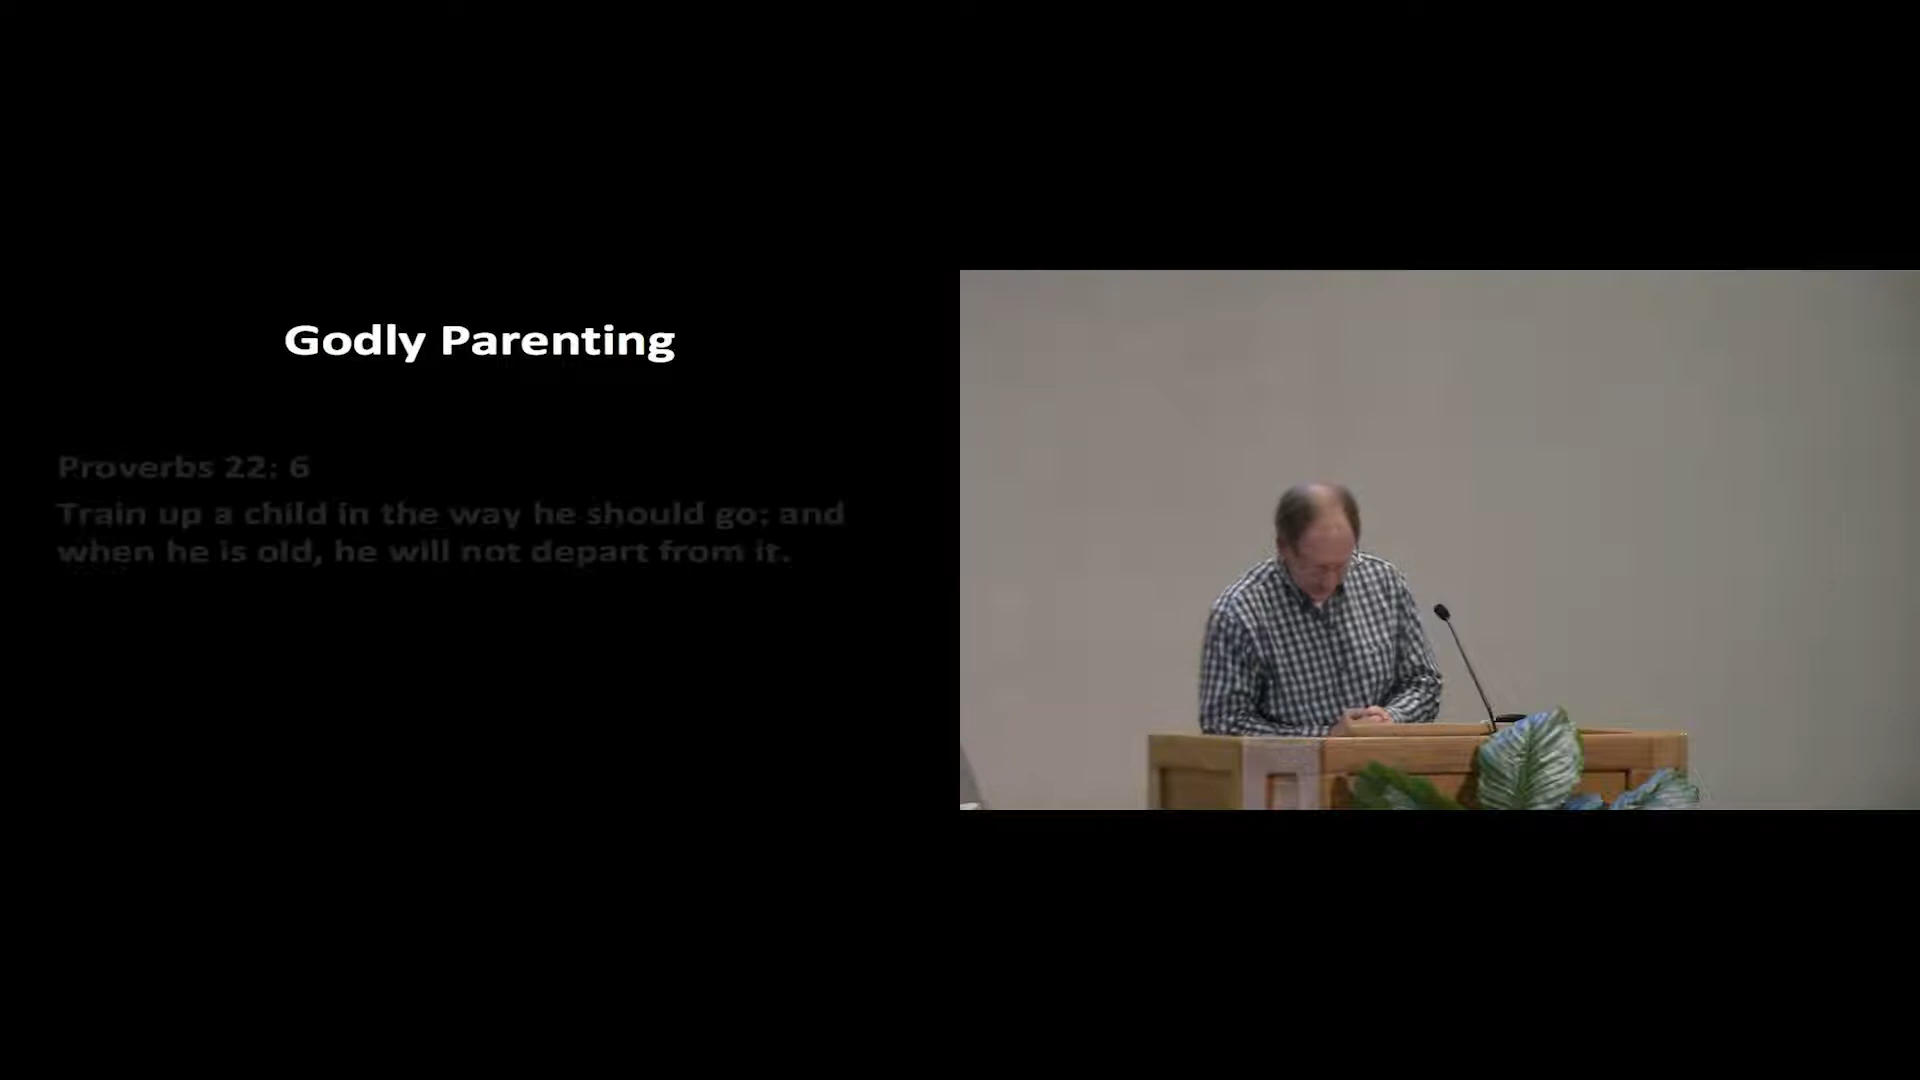 Godly Parenting
Proverbs 22: 6
Train up a child in the way he should go: and
when he is old, he will not depart from it.